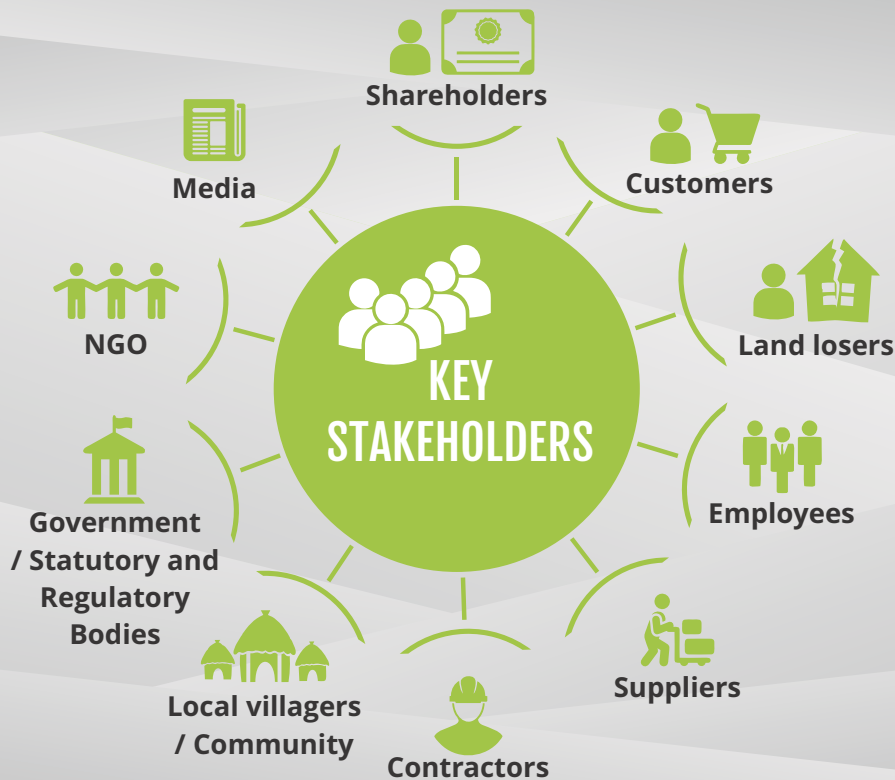 Shareholders
Customers
Land losers
Employees
Suppliers
Contractors
Local villagers
/ Community
Government
/ Statutory and
Regulatory
Bodies
NGO
Media
KEY
STAKEHOLDERS